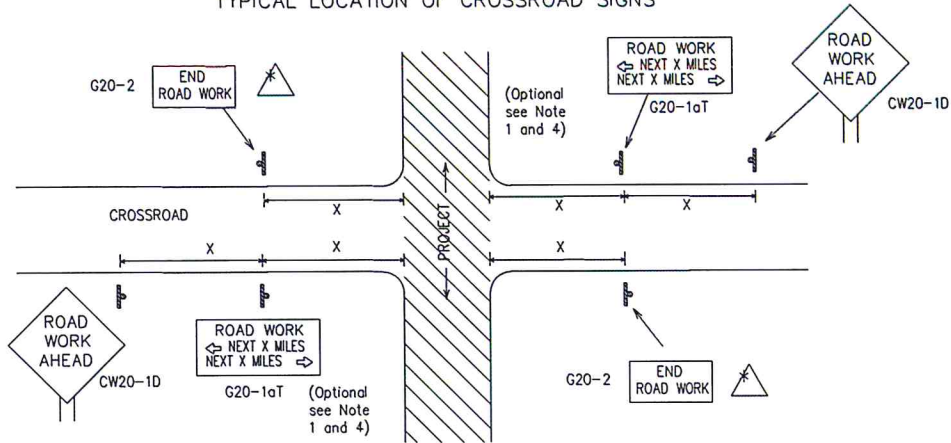 TYPICAL LOCATION OF CROSSROAD SIGNS
G20-2
END
ROAD WORK
*
(Optional
see Note
1 and 4)
ROAD WORK
⇦ NEXT X MILES
NEXT X MILES ⇨
G20-1aT
ROAD
WORK
AHEAD
CW20-1D
CROSSROAD
X
X
X
PROJECT
X
X
X
ROAD
WORK
AHEAD
CW20-1D
ROAD WORK
⇦ NEXT X MILES
NEXT X MILES ⇨
G20-1aT
(Optional
see Note
1 and 4)
G20-2
END
ROAD WORK
*